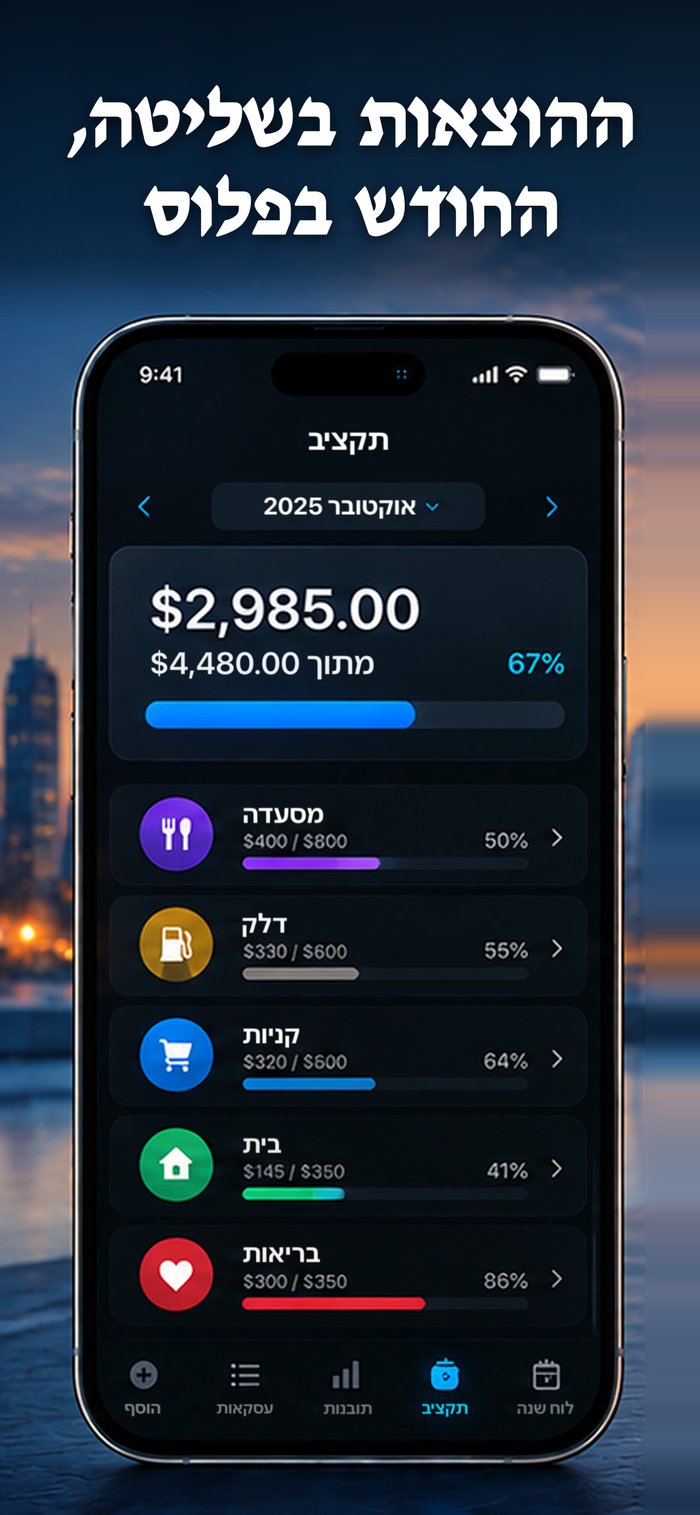 ההוצאות בשליטה,
החודש בפלוס
9:41
תקציב
אוקטובר 2025
$2,985.00
מתוך $4,480.00
67%
מסעדה
$400 / $800
50%
דלק
$330 / $600
55%
קניות
$320 / $600
64%
בית
$145 / $350
41%
בריאות
$300 / $350
86%
הוסף
עסקאות
תובנות
תקציב
לוח שנה